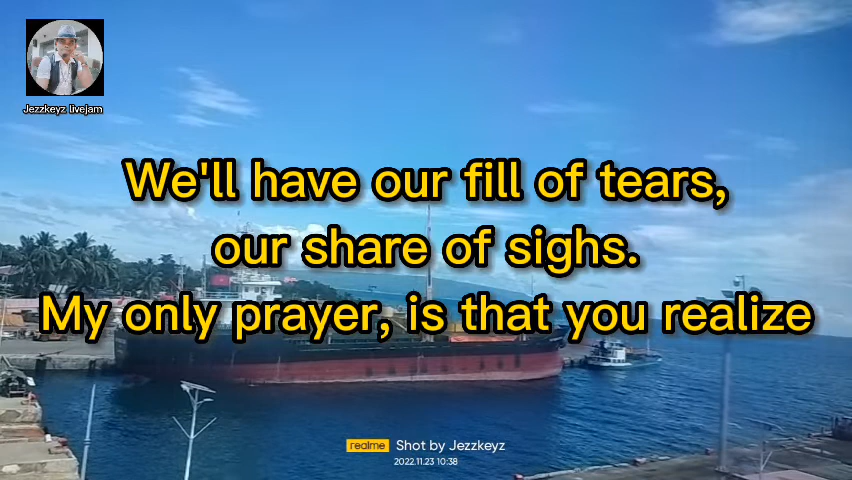 Jezzkeyz livejam
We'll have our fill of tears,
our share of sighs.
My only prayer, is that you realize
realme Shot by Jezzkeyz
2022.11.23 10:38